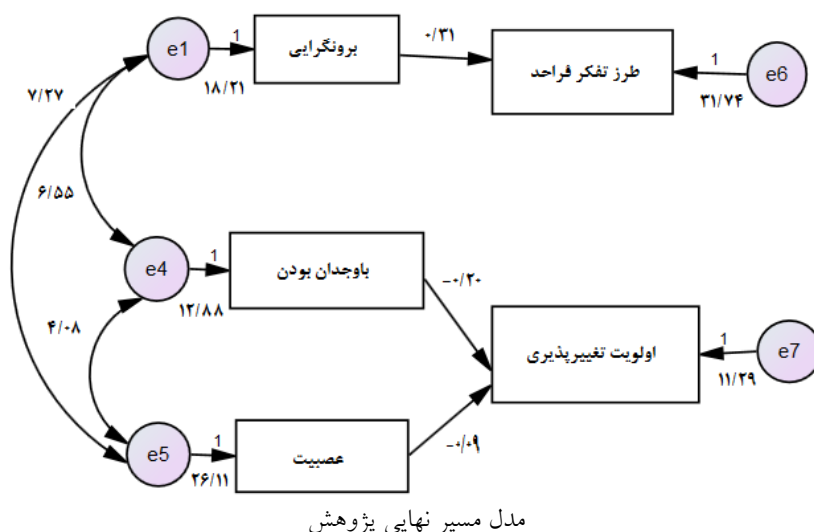 e1
1
۱۸/۲۱
برونگرایی
۰/۳۱
طرز تفکر فراحد
1
۳۱/۷۴
e6
۷/۲۷
۶/۵۵
e4
1
۱۲/۸۸
باوجدان بودن
-۰/۲۰
اولویت تغییرپذیری
1
۱۱/۲۹
e7
۴/۰۸
e5
1
۲۶/۱۱
عصبیت
-۰/۰۹
مدل مسیر نهایی پژوهش